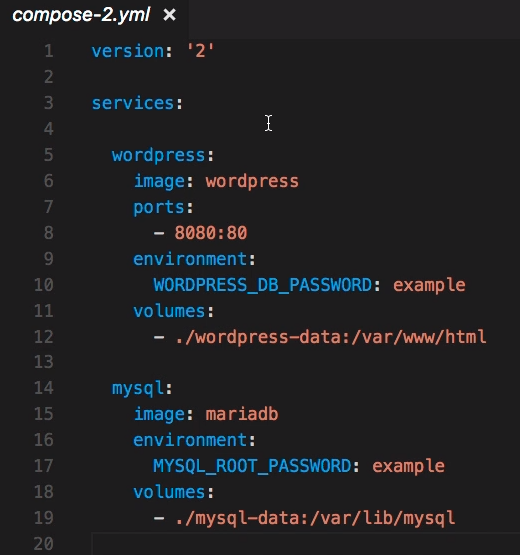 compose-2.yml ×
1 version: '2'
2
3 services:
4
5 wordpress:
6 image: wordpress
7 ports:
8 - 8080:80
9 environment:
10 WORDPRESS_DB_PASSWORD: example
11 volumes:
12 - ./wordpress-data:/var/www/html
13
14 mysql:
15 image: mariadb
16 environment:
17 MYSQL_ROOT_PASSWORD: example
18 volumes:
19 - ./mysql-data:/var/lib/mysql
20